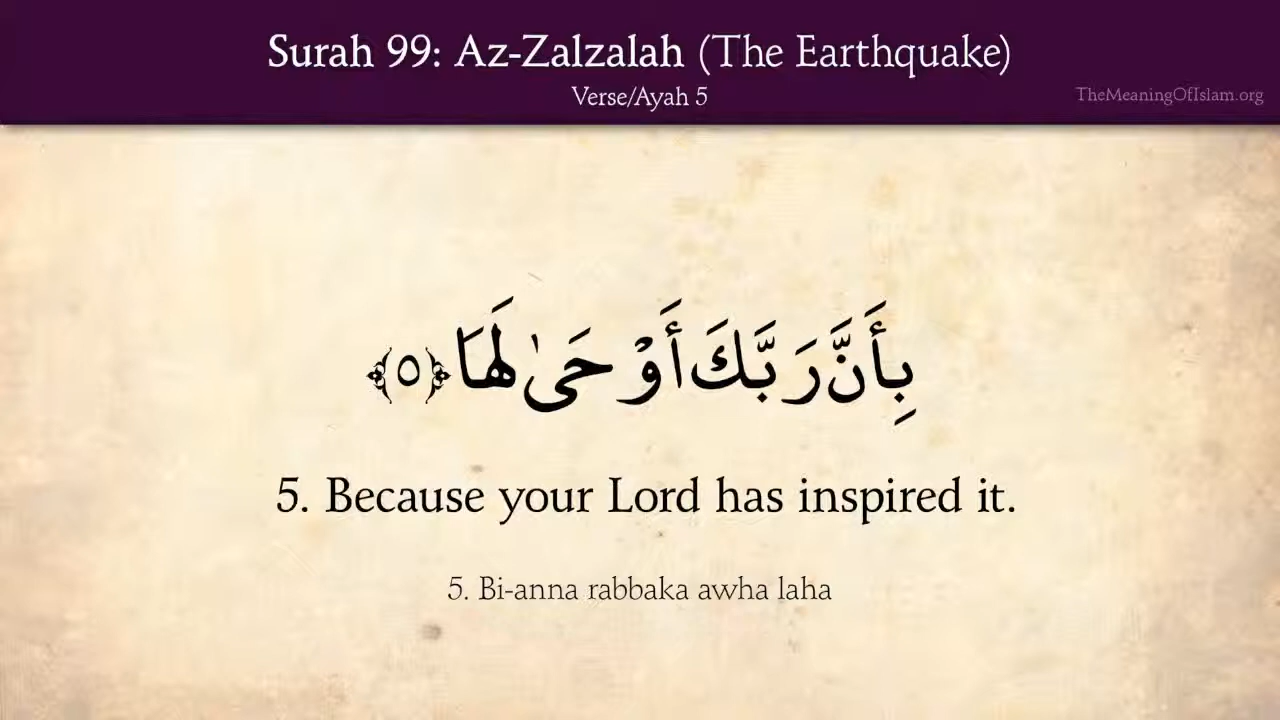 Surah 99: Az-Zalzalah (The Earthquake)
Verse/Ayah 5
TheMeaningOfIslam.org
بِأَنَّ رَبَّكَ أَوْحَىٰ لَهَا ﴿٥﴾
5. Because your Lord has inspired it.
5. Bi-anna rabbaka awha laha